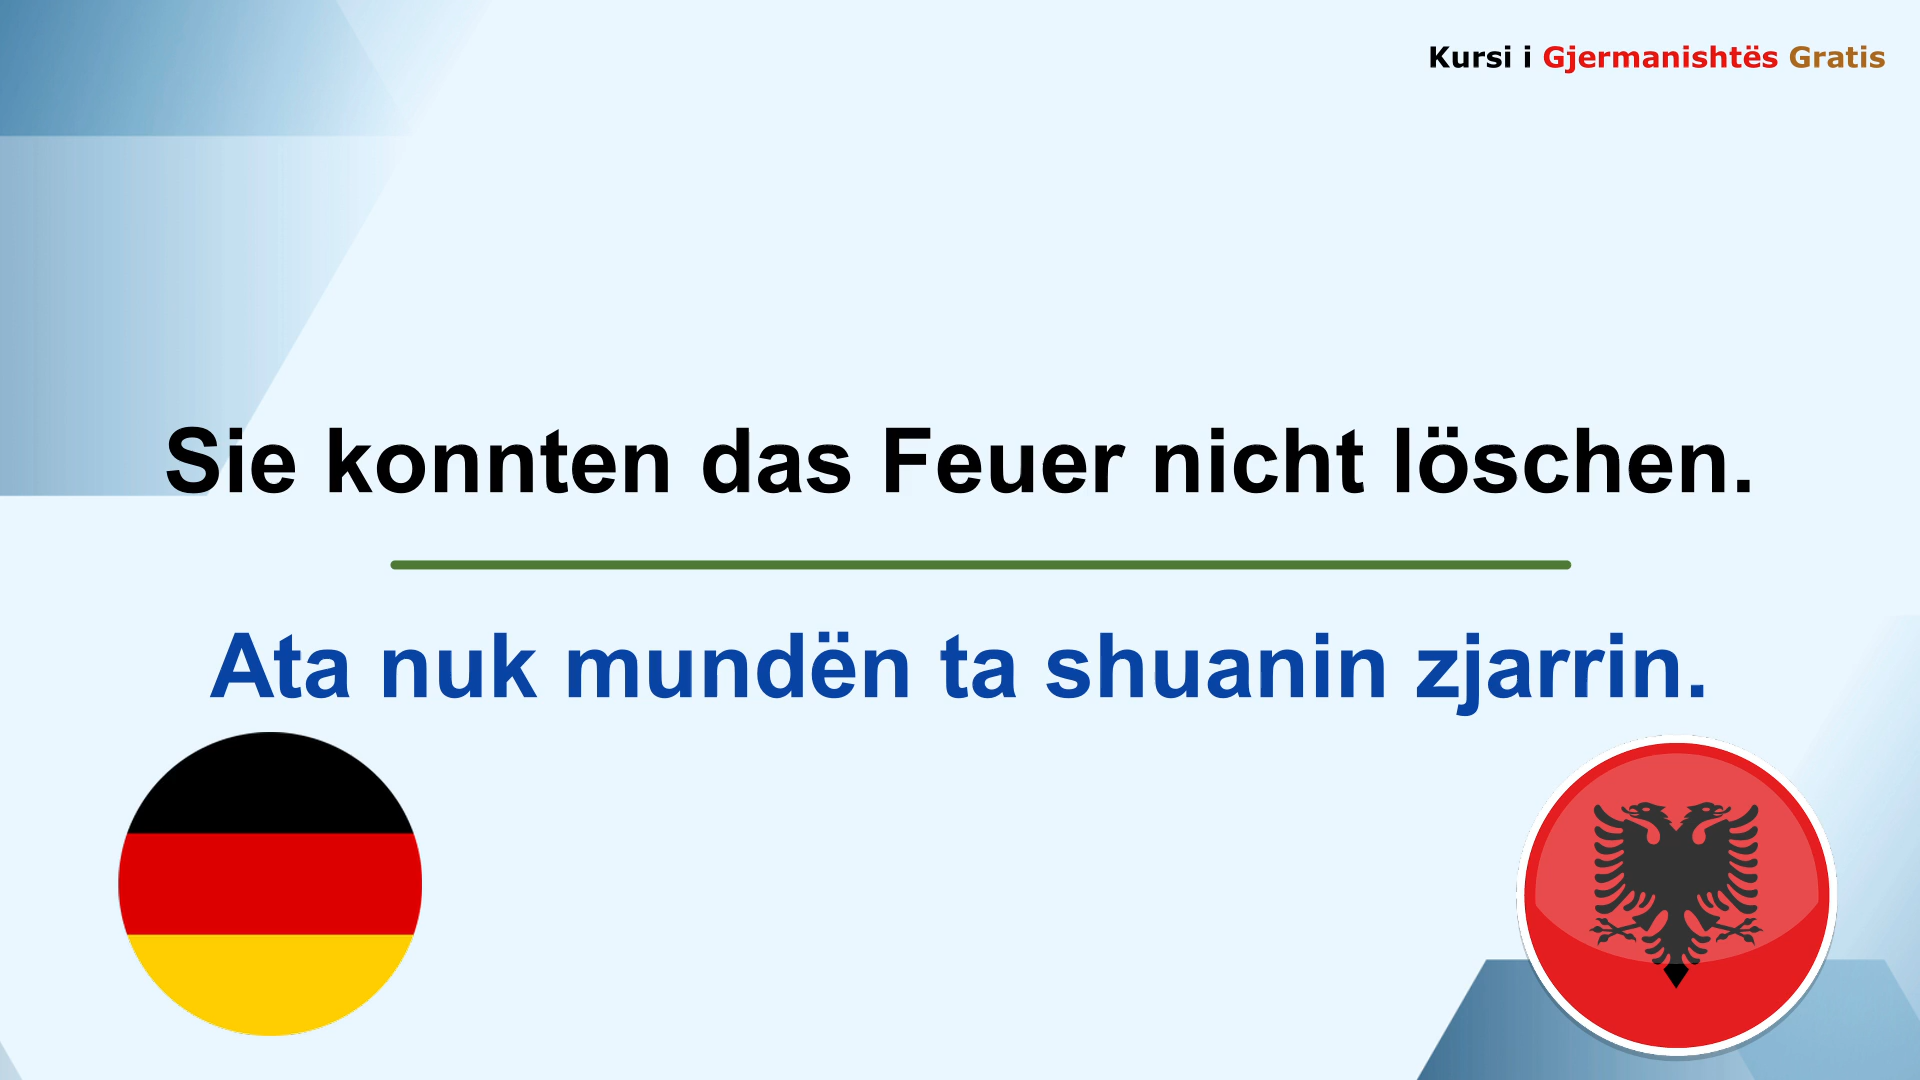 Kursi i Gjermanishtës Gratis
Sie konnten das Feuer nicht löschen.
Ata nuk mundën ta shuanin zjarrin.